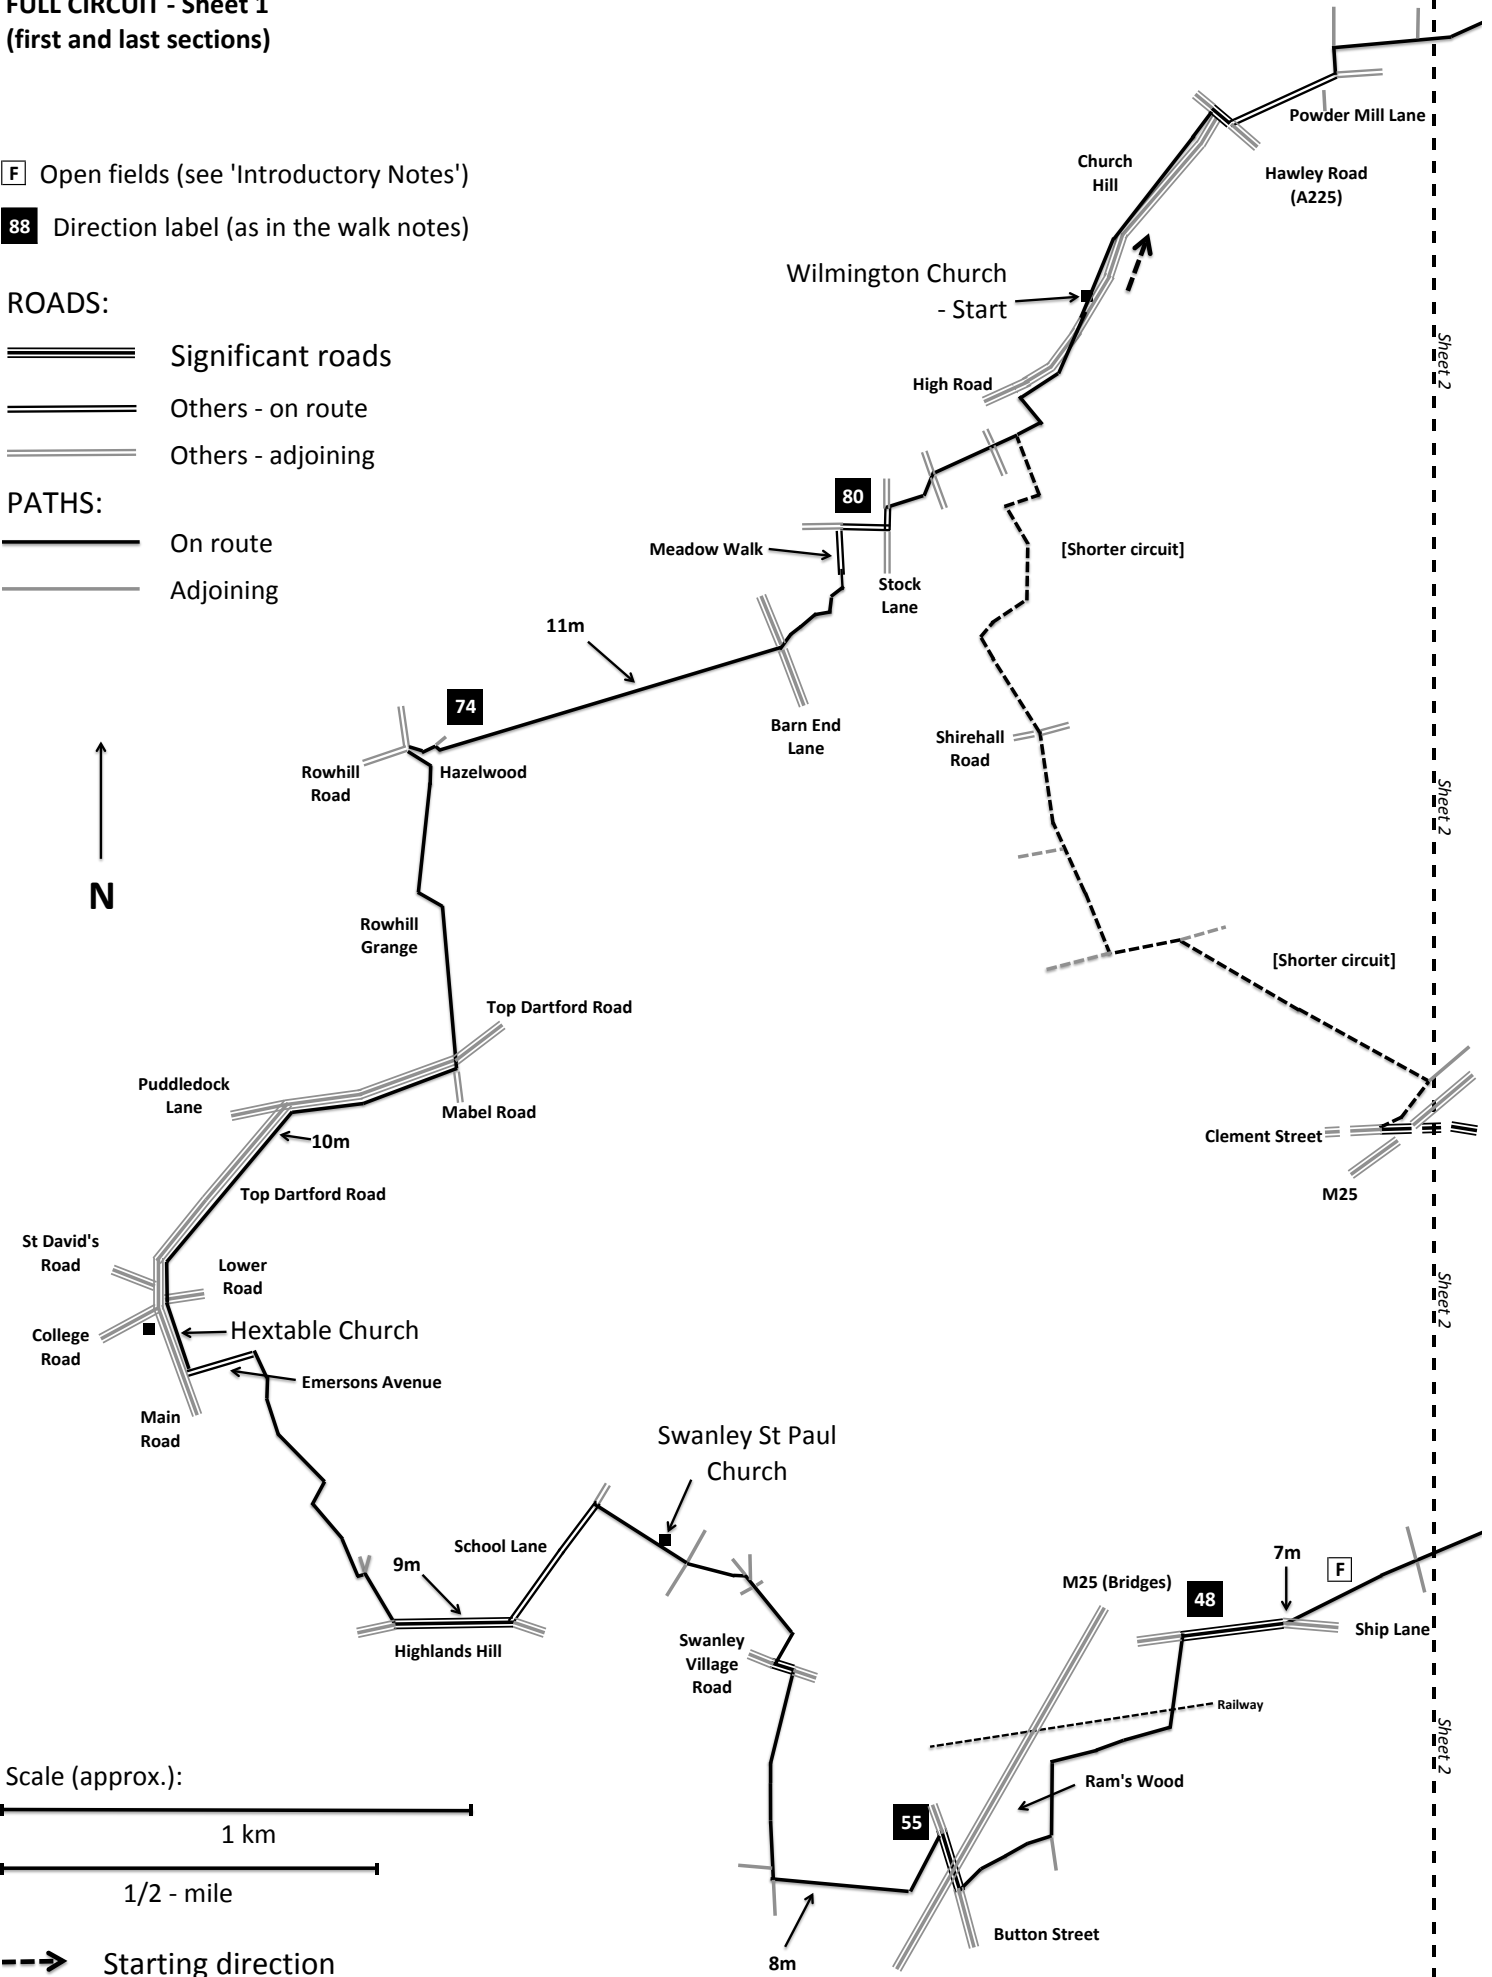 FULL CIRCUIT - Sheet 1
(first and last sections)
F Open fields (see 'Introductory Notes')
88 Direction label (as in the walk notes)
ROADS:
Significant roads
Others - on route
Others - adjoining
PATHS:
On route
Adjoining
N
Powder Mill Lane
Church
Hill
Hawley Road
(A225)
Wilmington Church
- Start
High Road
Sheet 2
80
Meadow Walk
[Shorter circuit]
Stock
Lane
11m
74
Barn End
Lane
Shirehall
Road
Rowhill
Road
Hazelwood
Sheet 2
Rowhill
Grange
[Shorter circuit]
Top Dartford Road
Puddledock
Lane
Mabel Road
10m
Clement Street
M25
Top Dartford Road
St David's
Road
Lower
Road
Sheet 2
College
Road
Hextable Church
Emersons Avenue
Main
Road
Swanley St Paul
Church
School Lane
9m
7m
F
M25 (Bridges)
48
Highlands Hill
Swanley
Village
Road
Ship Lane
Railway
Sheet 2
Scale (approx.):
1 km
1/2 - mile
Ram's Wood
55
Button Street
8m
Starting direction